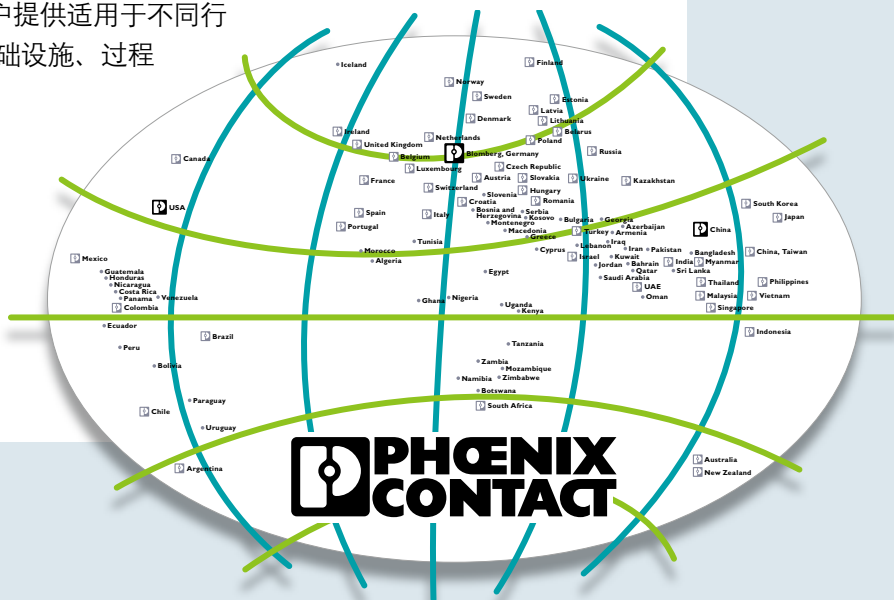 户提供适用于不同行
础设施、过程
Iceland
Finland
Norway
Sweden
Estonia
Latvia
Denmark
Lithuania
Ireland
Belarus
Netherlands
United Kingdom
Poland
Canada
Belgium
Blomberg, Germany
Russia
Luxembourg
Czech Republic
France
Austria
Slovakia
Ukraine
Kazakhstan
Switzerland
Hungary
Slovenia
USA
Croatia
Romania
South Korea
Spain
Italy
Bosnia and
Herzegovina
Serbia
Kosovo
Bulgaria
Georgia
Japan
Portugal
Montenegro
Azerbaijan
Macedonia
Turkey
Armenia
China
Greece
Tunisia
Morocco
Cyprus
Lebanon
Iraq
Iran
Pakistan
Bangladesh
China, Taiwan
Mexico
Algeria
Israel
Kuwait
India
Myanmar
Jordan
Bahrain
Guatemala
Egypt
Qatar
Sri Lanka
Honduras
Saudi Arabia
Nicaragua
UAE
Thailand
Philippines
Costa Rica
Panama
Venezuela
Ghana
Nigeria
Oman
Malaysia
Vietnam
Colombia
Uganda
Kenya
Singapore
Ecuador
Indonesia
Brazil
Peru
Tanzania
Bolivia
Zambia
Mozambique
Namibia
Zimbabwe
Botswana
Paraguay
South Africa
Chile
Uruguay
Argentina
Australia
New Zealand
PHŒNIX
CONTACT